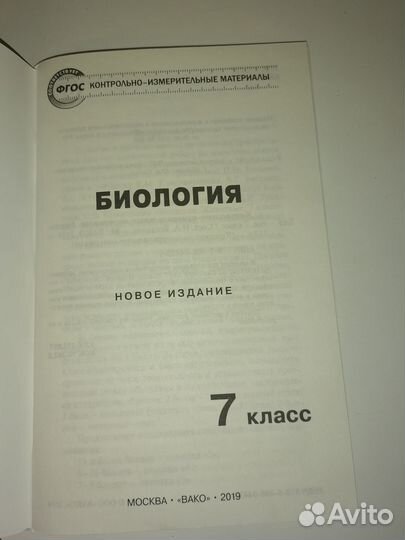 ФГОС КОНТРОЛЬНО-ИЗМЕРИТЕЛЬНЫЕ МАТЕРИАЛЫ
БИОЛОГИЯ
НОВОЕ ИЗДАНИЕ
7 класс
МОСКВА • «ВАКО» • 2019
Avito